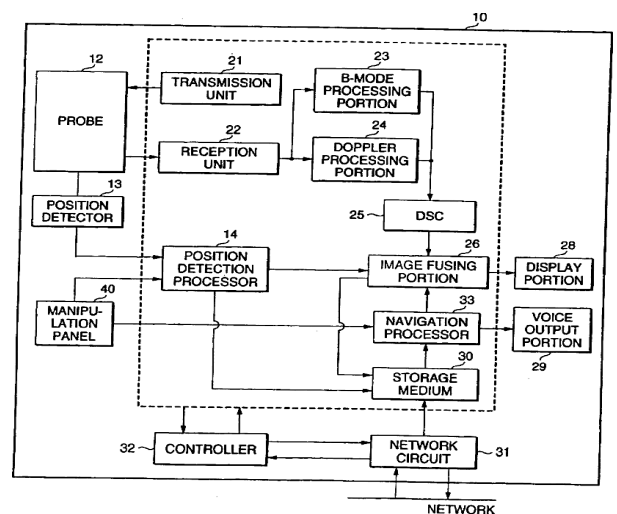 10
12
PROBE
21
TRANSMISSION
UNIT
22
RECEPTION
UNIT
23
B-MODE
PROCESSING
PORTION
24
DOPPLER
PROCESSING
PORTION
13
POSITION
DETECTOR
25
DSC
14
POSITION
DETECTION
PROCESSOR
26
IMAGE FUSING
PORTION
28
DISPLAY
PORTION
40
MANIPU-
LATION
PANEL
33
NAVIGATION
PROCESSOR
VOICE
OUTPUT
PORTION
29
30
STORAGE
MEDIUM
32
CONTROLLER
NETWORK
CIRCUIT
31
NETWORK